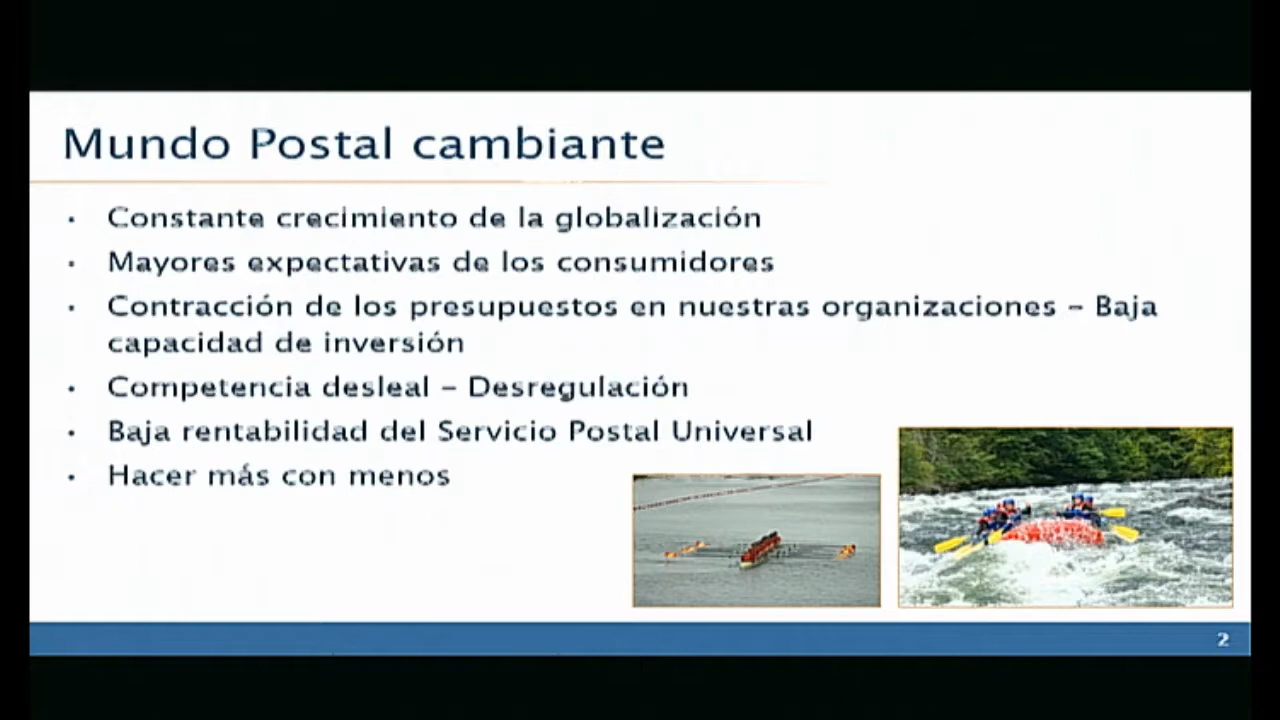 Mundo Postal cambiante
• Constante crecimiento de la globalización
• Mayores expectativas de los consumidores
• Contracción de los presupuestos en nuestras organizaciones – Baja
capacidad de inversión
• Competencia desleal – Desregulación
• Baja rentabilidad del Servicio Postal Universal
• Hacer más con menos
2